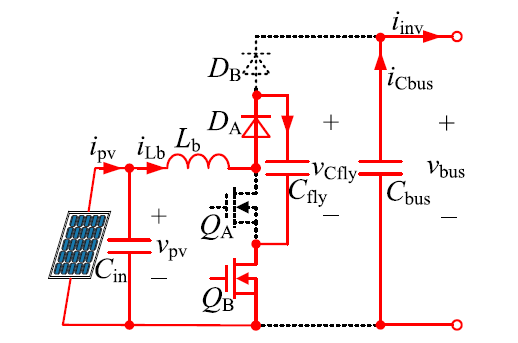 i_inv
D_B
i_Cbus
D_A
+
+
i_pv
i_Lb
L_b
v_Cfly
v_bus
C_fly
C_bus
+
Q_A
−
−
C_in
v_pv
−
Q_B